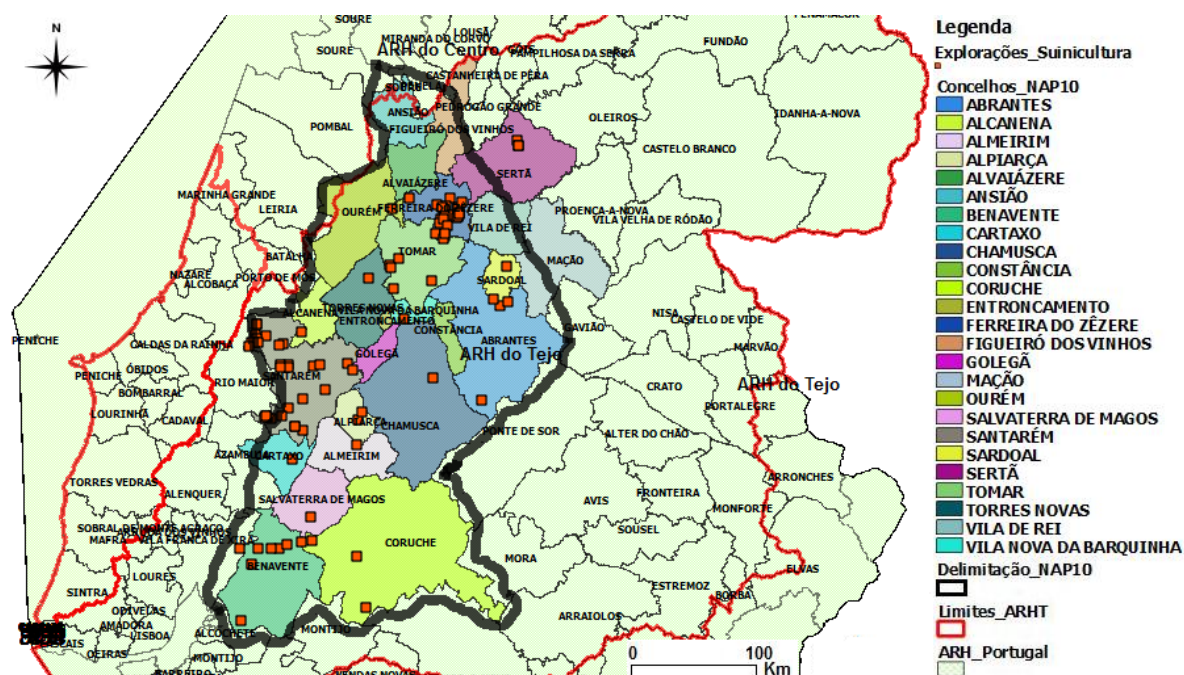 N
SOURE
LOUSÃ
MIRANDA DO CORVO
ARH do Centro
PAMPILHOSA DA SERRA
PENAMACOR
FUNDÃO
SOURE
CASTANHEIRA DE PÊRA
ANSIÃO
PEDRÓGÃO GRANDE
POMBAL
FIGUEIRÓ DOS VINHOS
OLEIROS
IDANHA-A-NOVA
CASTELO BRANCO
SERTÃ
ALVAIÁZERE
MARINHA GRANDE
LEIRIA
OURÉM
FERREIRA DO ZÊZERE
PROENÇA-A-NOVA
VILA VELHA DE RÓDÃO
VILA DE REI
BATALHA
TOMAR
MAÇÃO
NAZARÉ
PORTO DE MÓS
ALCOBAÇA
SARDOAL
TORRES NOVAS
ALCANENA
VILA NOVA DA BARQUINHA
ENTRONCAMENTO
CONSTÂNCIA
NISA
CASTELO DE VIDE
GAVIÃO
PENICHE
CALDAS DA RAINHA
ABRANTES
MARVÃO
GOLEGÃ
ARH do Tejo
ÓBIDOS
PENICHE
SANTARÉM
RIO MAIOR
CRATO
ARH do Tejo
BOMBARRAL
PORTALEGRE
LOURINHÃ
CADAVAL
ALPIARÇA
CHAMUSCA
PONTE DE SOR
ALTER DO CHÃO
AZAMBUJA
CARTAXO
ALMEIRIM
ARRONCHES
TORRES VEDRAS
ALENQUER
SALVATERRA DE MAGOS
AVIS
FRONTEIRA
MONFORTE
SOBRAL DE MONTE AGRAÇO
SOUSEL
MAFRA
VILA FRANCA DE XIRA
CORUCHE
MORA
BENAVENTE
ELVAS
LOURES
ESTREMOZ
SINTRA
BORBA
ODIVELAS
ARRAIOLOS
AMADORA
LISBOA
ALCOCHETE
MONTIJO
OEIRAS
MONTIJO
BARREIRO
VENDAS NOVAS
0 100
Km
Legenda
Explorações_Suinicultura
Concelhos_NAP10
ABRANTES
ALCANENA
ALMEIRIM
ALPIARÇA
ALVAIÁZERE
ANSIÃO
BENAVENTE
CARTAXO
CHAMUSCA
CONSTÂNCIA
CORUCHE
ENTRONCAMENTO
FERREIRA DO ZÊZERE
FIGUEIRÓ DOS VINHOS
GOLEGÃ
MAÇÃO
OURÉM
SALVATERRA DE MAGOS
SANTARÉM
SARDOAL
SERTÃ
TOMAR
TORRES NOVAS
VILA DE REI
VILA NOVA DA BARQUINHA
Delimitação_NAP10
Limites_ARHT
ARH_Portugal